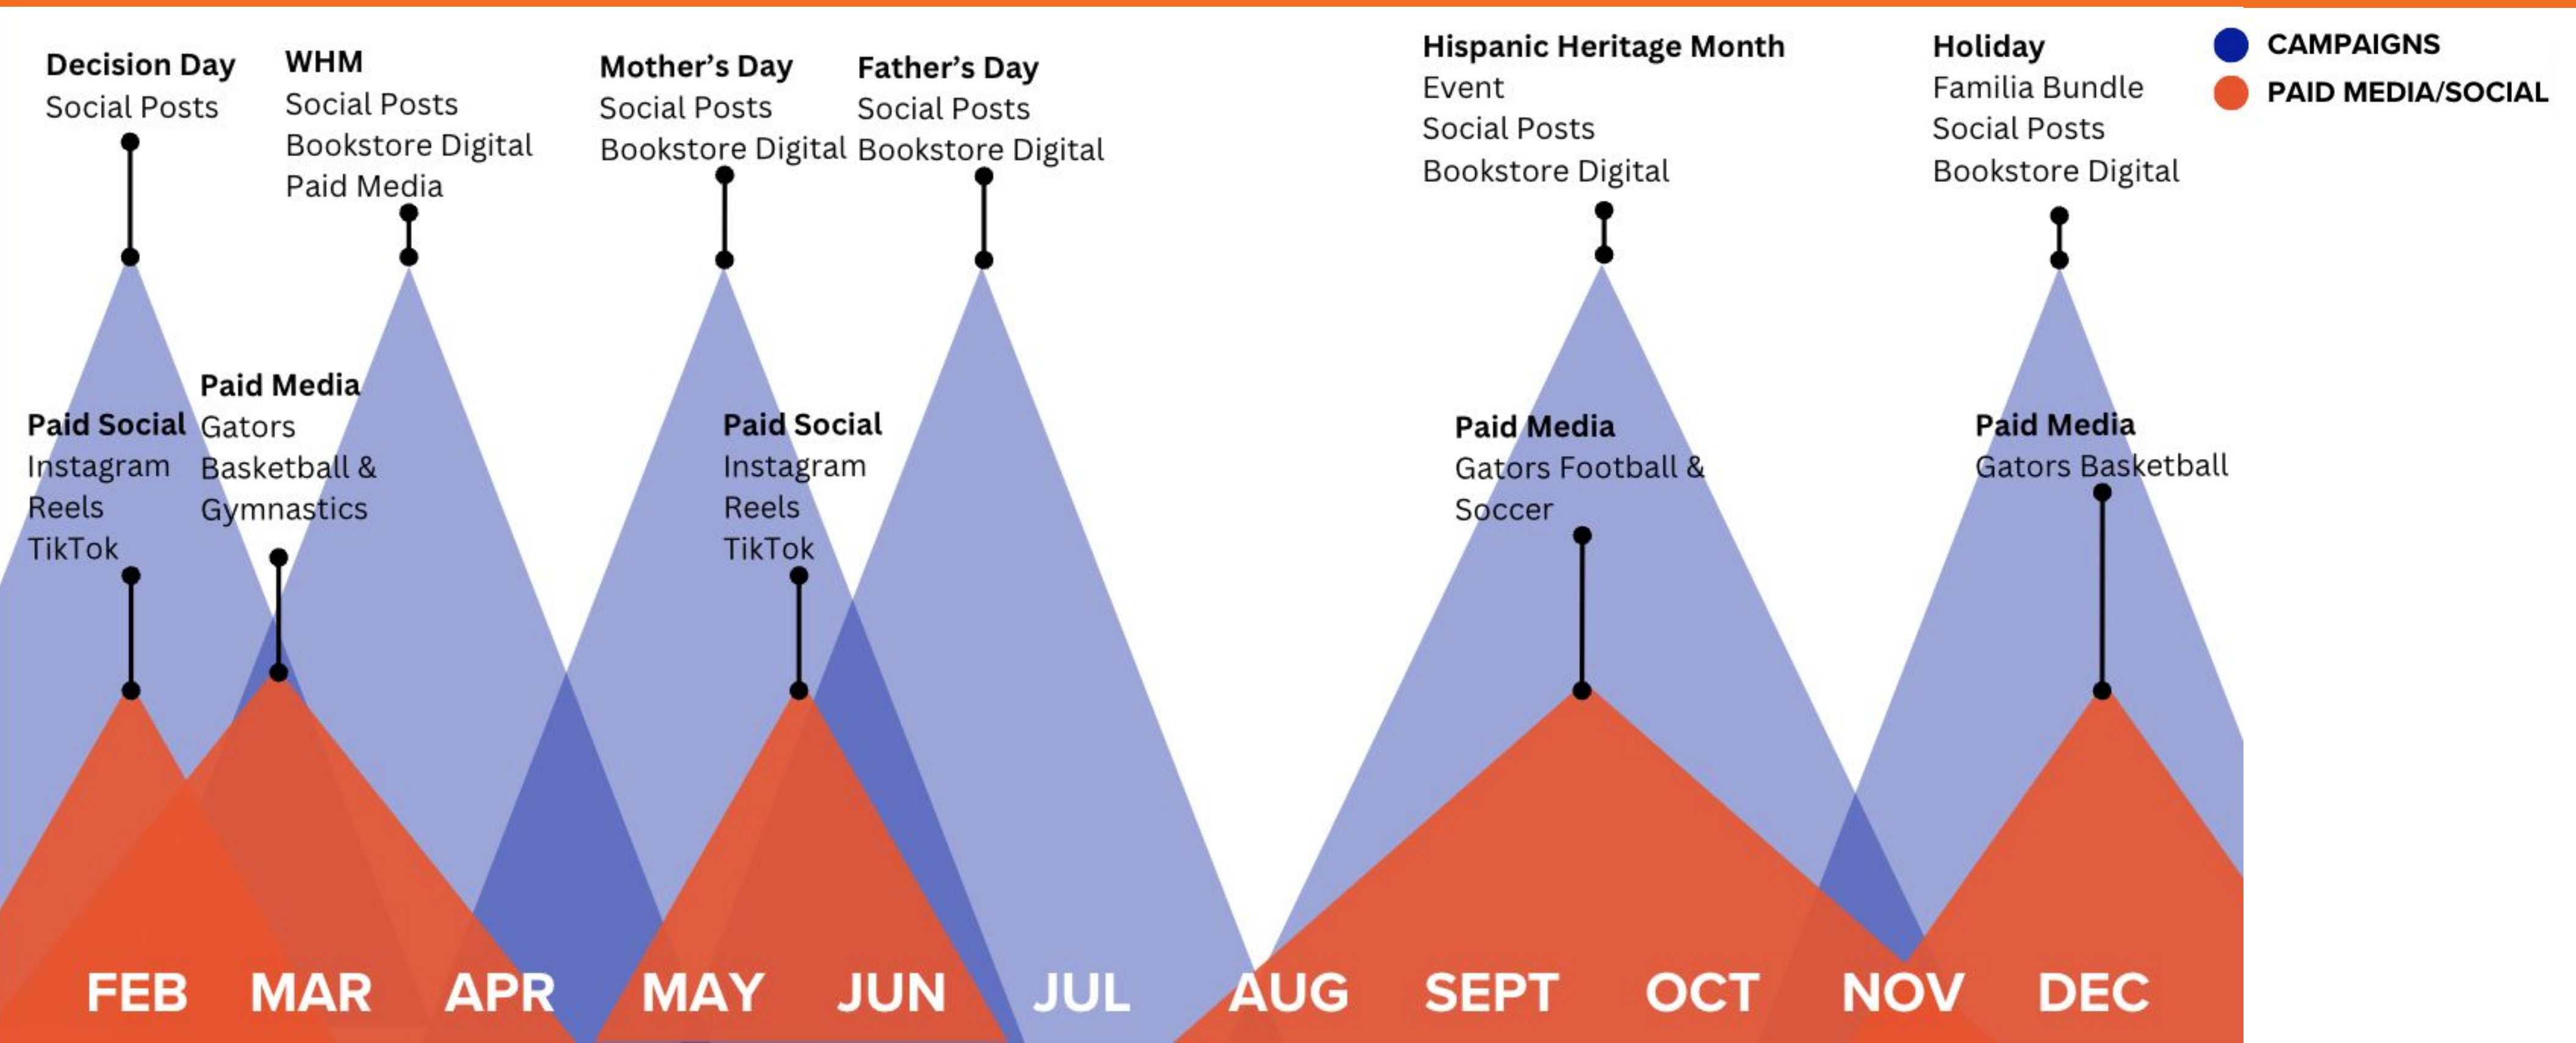 Decision Day
Social Posts
WHM
Social Posts
Bookstore Digital
Paid Media
Mother's Day
Social Posts
Bookstore Digital
Father's Day
Social Posts
Bookstore Digital
Hispanic Heritage Month
Event
Social Posts
Bookstore Digital
Holiday
Familia Bundle
Social Posts
Bookstore Digital
CAMPAIGNS
PAID MEDIA/SOCIAL
Paid Social
Instagram
Reels
TikTok
Paid Media
Gators
Basketball &
Gymnastics
Paid Social
Instagram
Reels
TikTok
Paid Media
Gators Football &
Soccer
Paid Media
Gators Basketball
FEB MAR APR MAY JUN JUL AUG SEPT OCT NOV DEC